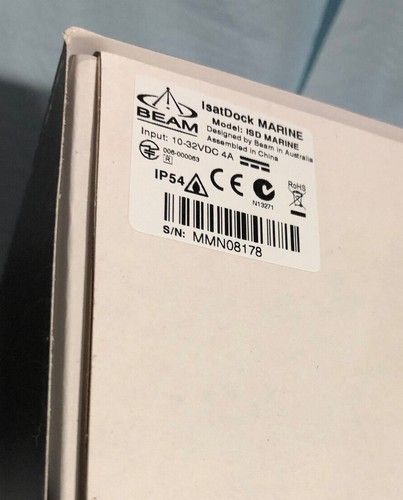 IsatDock MARINE
Model: ISD MARINE
Designed by Beam in Australia
Assembled in China
BEAM
Input: 10-32VDC 4A
R 006-000083
IP54
CE
N13271
RoHS
S/N: MMN08178